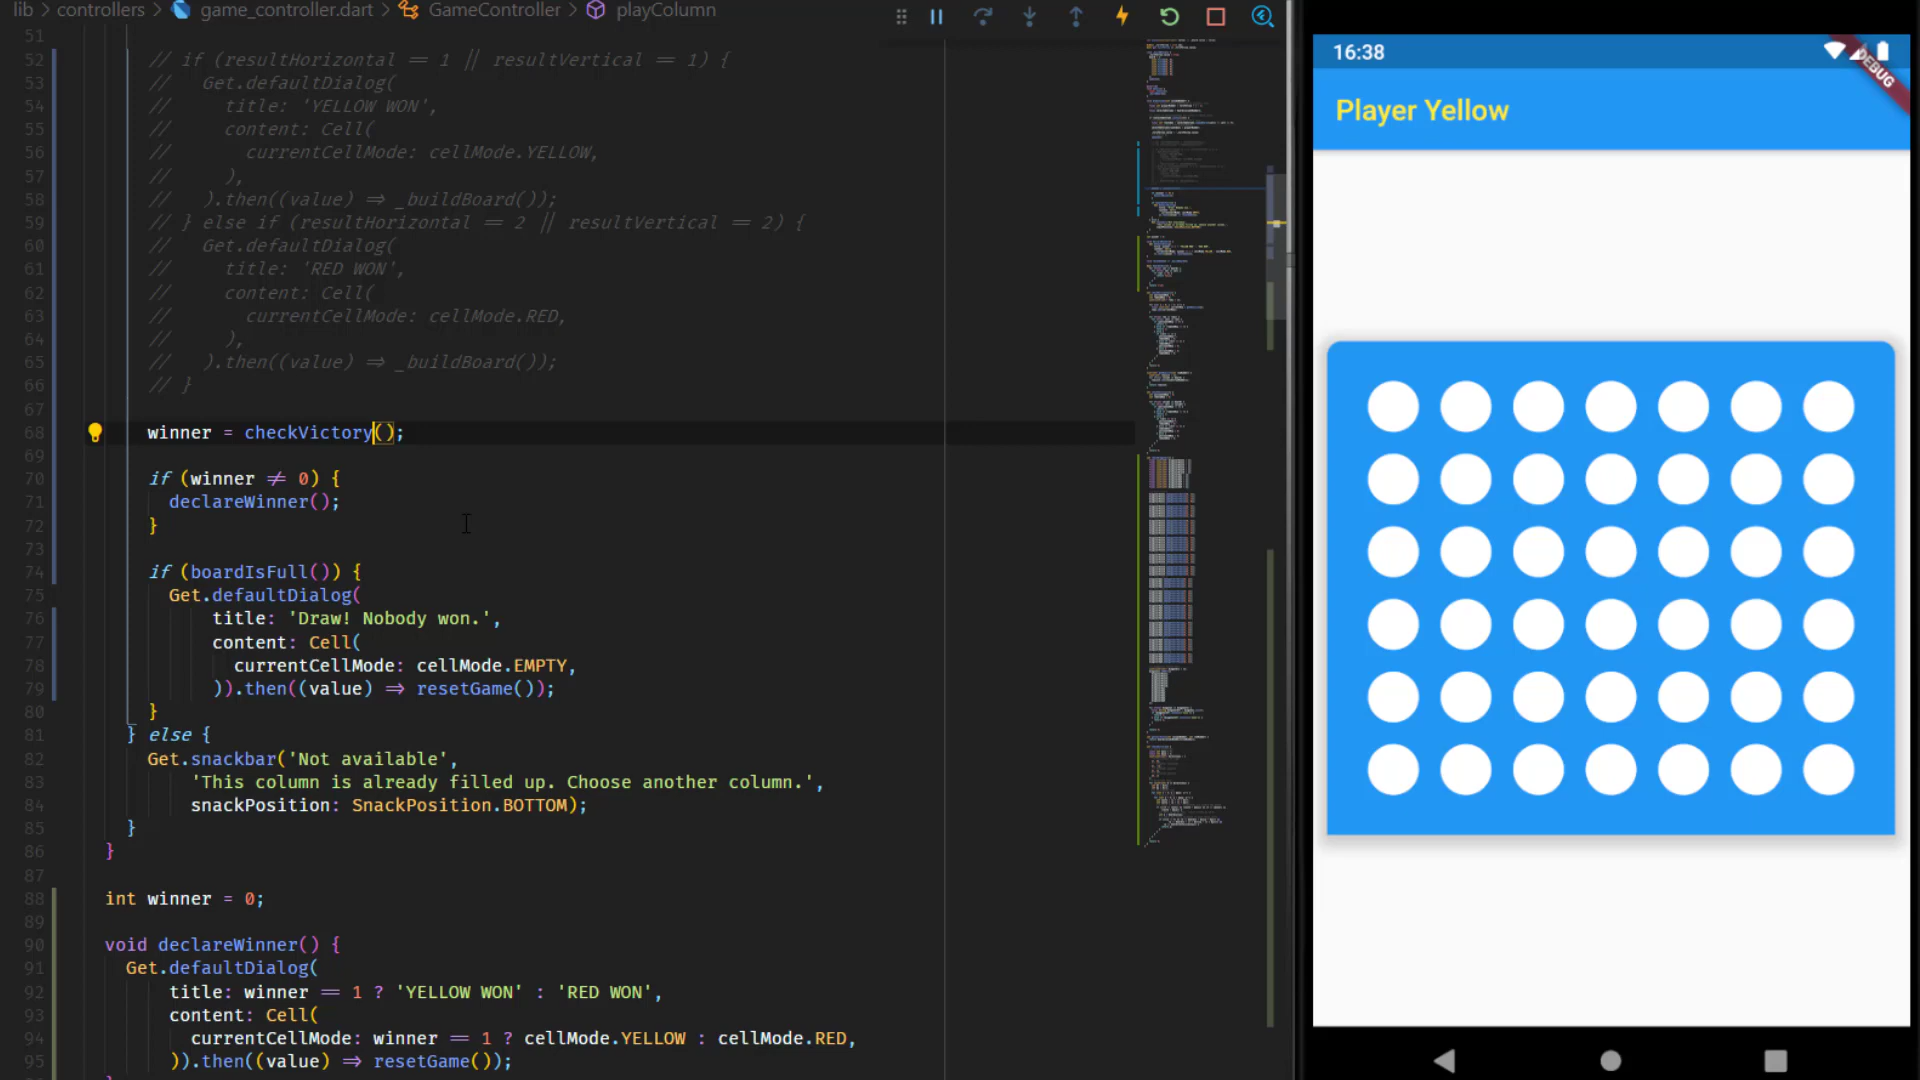 lib > controllers > game_controller.dart > GameController > playColumn
51
52 // if (resultHorizontal == 1 || resultVertical == 1) {
53 //   Get.defaultDialog(
54 //     title: 'YELLOW WON',
55 //     content: Cell(
56 //       currentCellMode: cellMode.YELLOW,
57 //     ),
58 //   ).then((value) => _buildBoard());
59 // } else if (resultHorizontal == 2 || resultVertical == 2) {
60 //   Get.defaultDialog(
61 //     title: 'RED WON',
62 //     content: Cell(
63 //       currentCellMode: cellMode.RED,
64 //     ),
65 //   ).then((value) => _buildBoard());
66 // }
67
68 winner = checkVictory();
69
70 if (winner != 0) {
71   declareWinner();
72 }
73
74 if (boardIsFull()) {
75   Get.defaultDialog(
76       title: 'Draw! Nobody won.',
77       content: Cell(
78         currentCellMode: cellMode.EMPTY,
79       )).then((value) => resetGame());
80 }
81 } else {
82   Get.snackbar('Not available',
83       'This column is already filled up. Choose another column.',
84       snackPosition: SnackPosition.BOTTOM);
85 }
86 }
87
88 int winner = 0;
89
90 void declareWinner() {
91   Get.defaultDialog(
92       title: winner == 1 ? 'YELLOW WON' : 'RED WON',
93       content: Cell(
94         currentCellMode: winner == 1 ? cellMode.YELLOW : cellMode.RED,
95       )).then((value) => resetGame());
16:38
DEBUG
Player Yellow